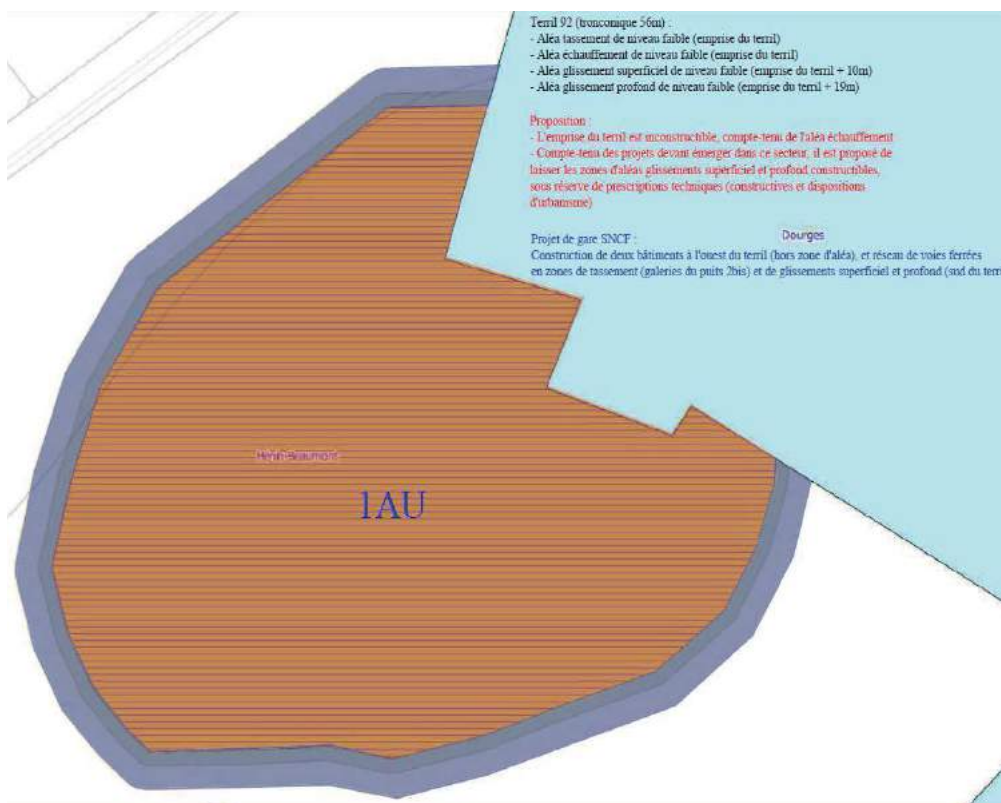 Terril 92 (tronconique 56m) :
- Aléa tassement de niveau faible (emprise du terril)
- Aléa échauffement de niveau faible (emprise du terril)
- Aléa glissement superficiel de niveau faible (emprise du terril + 10m)
- Aléa glissement profond de niveau faible (emprise du terril + 19m)
Proposition :
- L'emprise du terril est inconstructible, compte-tenu de l'aléa échauffement
- Compte-tenu des projets devant émerger dans ce secteur, il est proposé de
laisser les zones d'aléas glissements superficiel et profond constructibles,
sous réserve de prescriptions techniques (constructives et dispositions
d'urbanisme)
Dourges
Projet de gare SNCF :
Construction de deux bâtiments à l'ouest du terril (hors zone d'aléa), et réseau de voies ferrées
en zones de tassement (galeries du puits 2bis) et de glissements superficiel et profond (sud du terri
Hénin-Beaumont
1AU